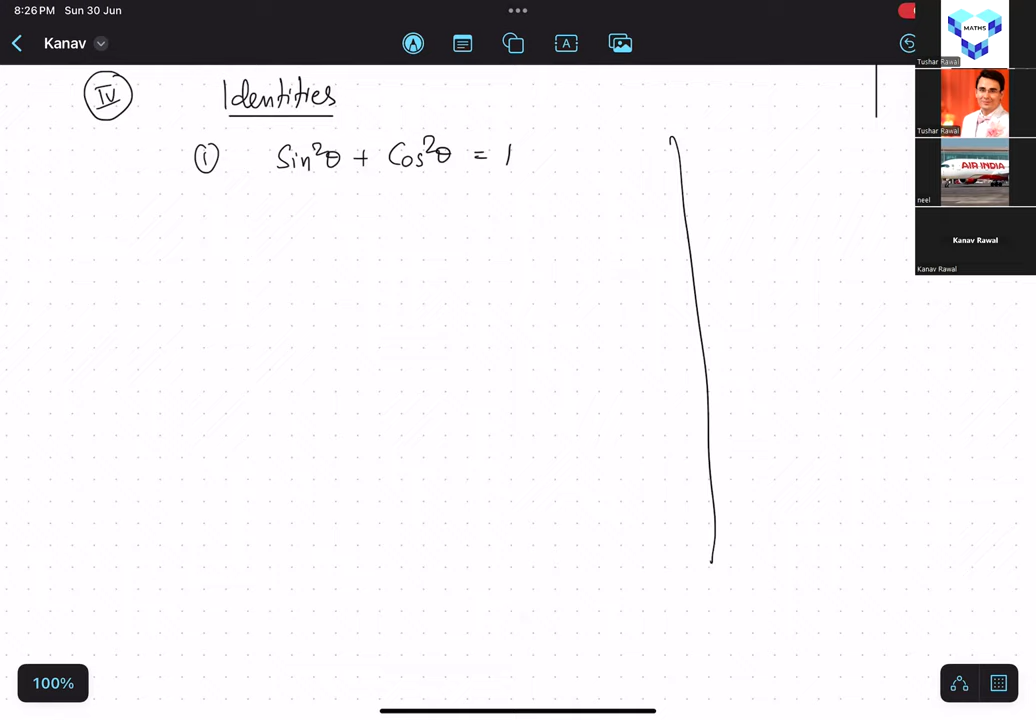 8:26 PM Sun 30 Jun
Kanav
MATHS
Tushar Rawal
Tushar Rawal
AIR INDIA
neel
Kanav Rawal
Kanav Rawal
IV Identities
① Sin²θ + Cos²θ = 1
100%